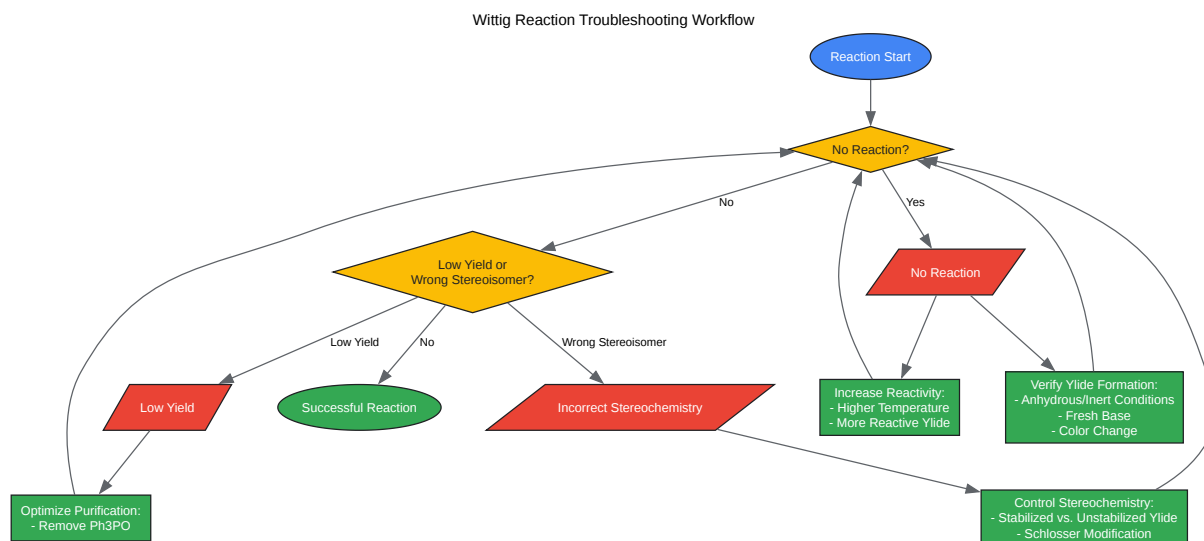 Wittig Reaction Troubleshooting Workflow
Reaction Start
No Reaction?
No
Yes
Low Yield or
Wrong Stereoisomer?
No Reaction
Low Yield
No
Wrong Stereoisomer
Low Yield
Successful Reaction
Incorrect Stereochemistry
Increase Reactivity:
- Higher Temperature
- More Reactive Ylide
Verify Ylide Formation:
- Anhydrous/Inert Conditions
- Fresh Base
- Color Change
Optimize Purification:
- Remove Ph3PO
Control Stereochemistry:
- Stabilized vs. Unstabilized Ylide
- Schlosser Modification